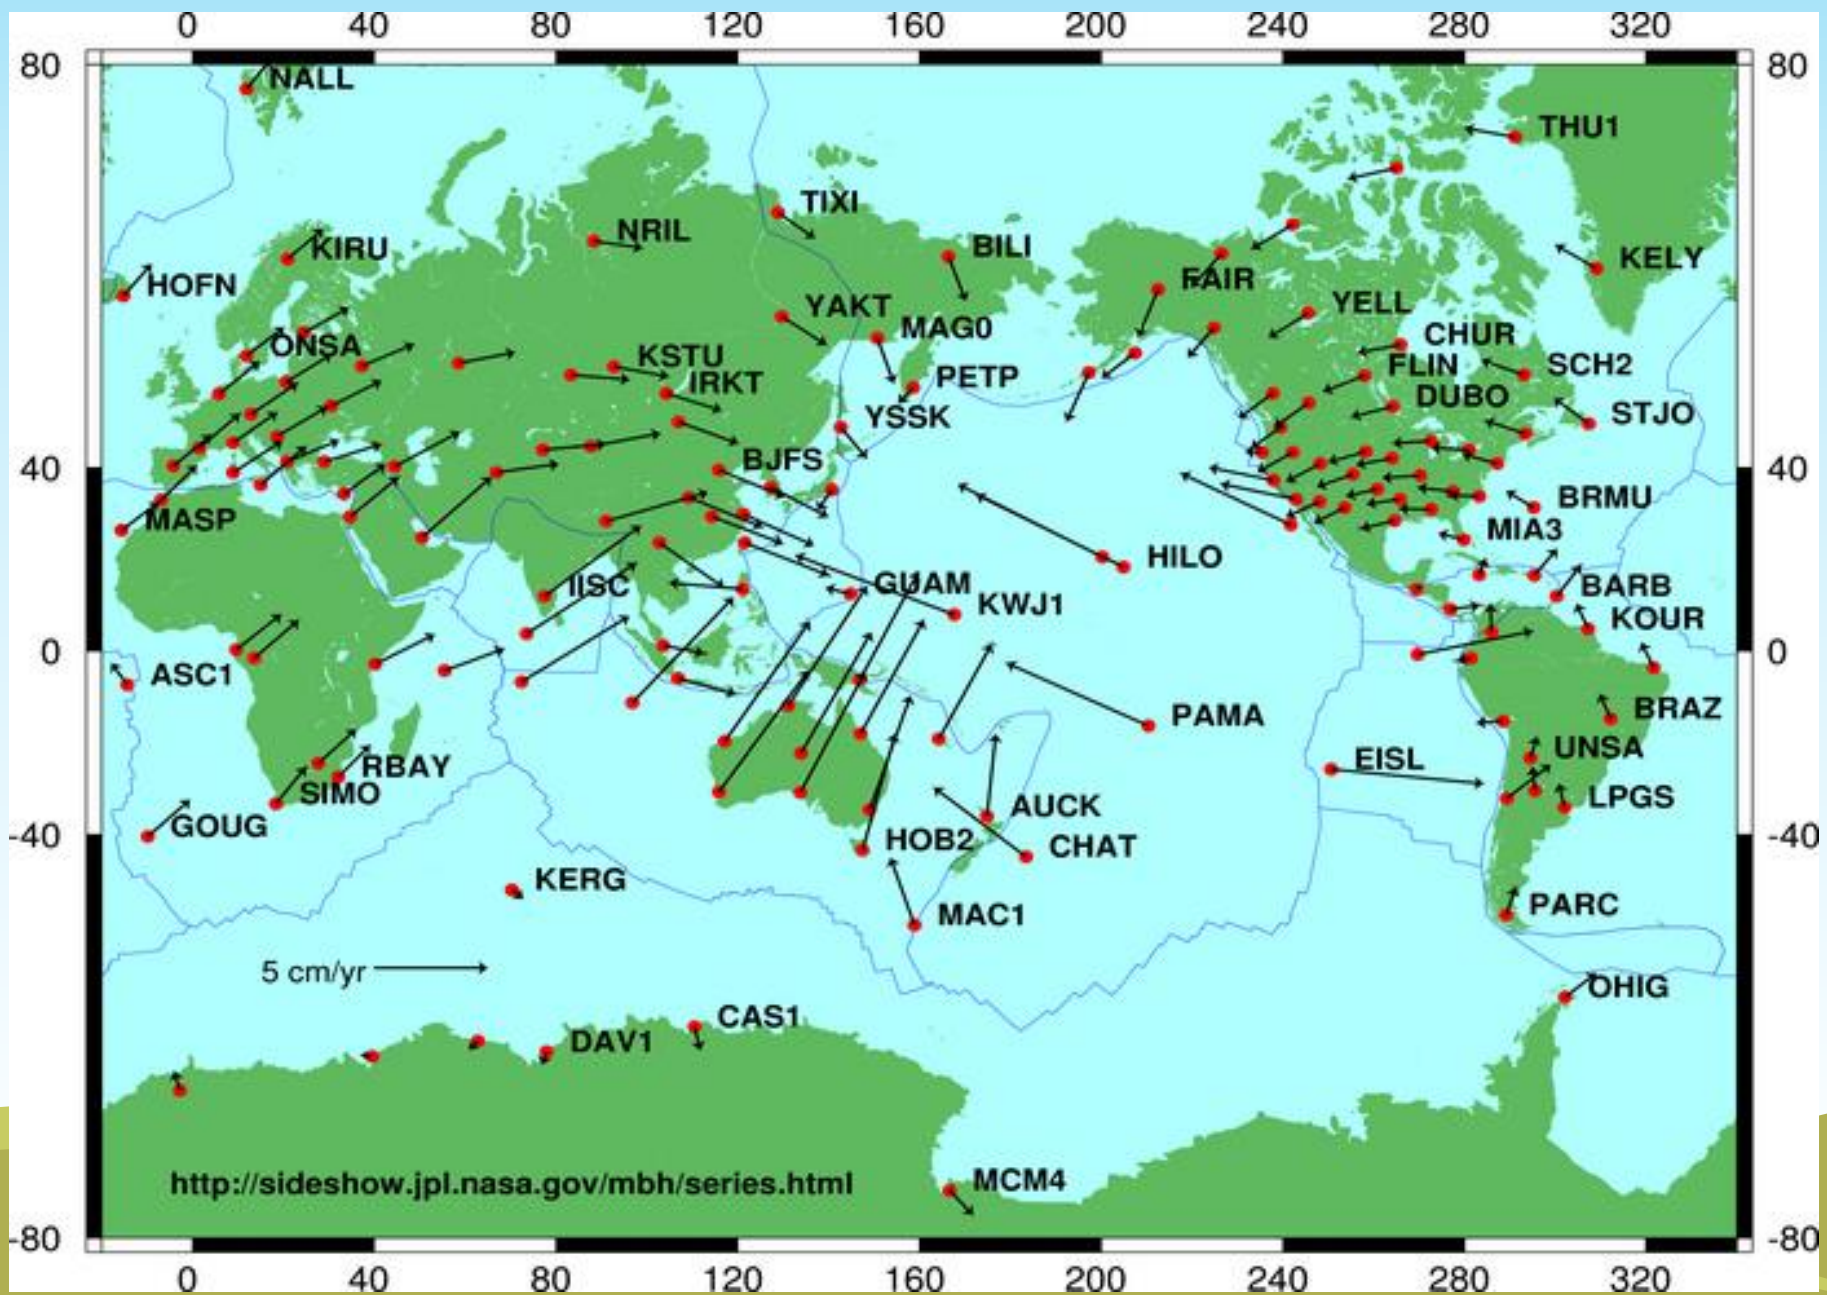 0 40 80 120 160 200 240 280 320
80 NALL 80
THU1
TIXI
NRIL
KIRU
BILI
KELY
HOFN
FAIR
YAKT
YELL
MAG0
CHUR
ONSA
KSTU
FLIN
SCH2
IRKT
PETP
DUBO
STJO
YSSK
40 BJFS 40
BRMU
MASP
MIA3
HILO
IISC
GUAM
BARB
KWJ1
KOUR
0 0
ASC1
PAMA
BRAZ
UNSA
EISL
RBAY
SIMO
LPGS
AUCK
GOUG
-40 HOB2 -40
CHAT
KERG
PARC
MAC1
5 cm/yr
OHIG
CAS1
DAV1
http://sideshow.jpl.nasa.gov/mbh/series.html
MCM4
-80 -80
0 40 80 120 160 200 240 280 320